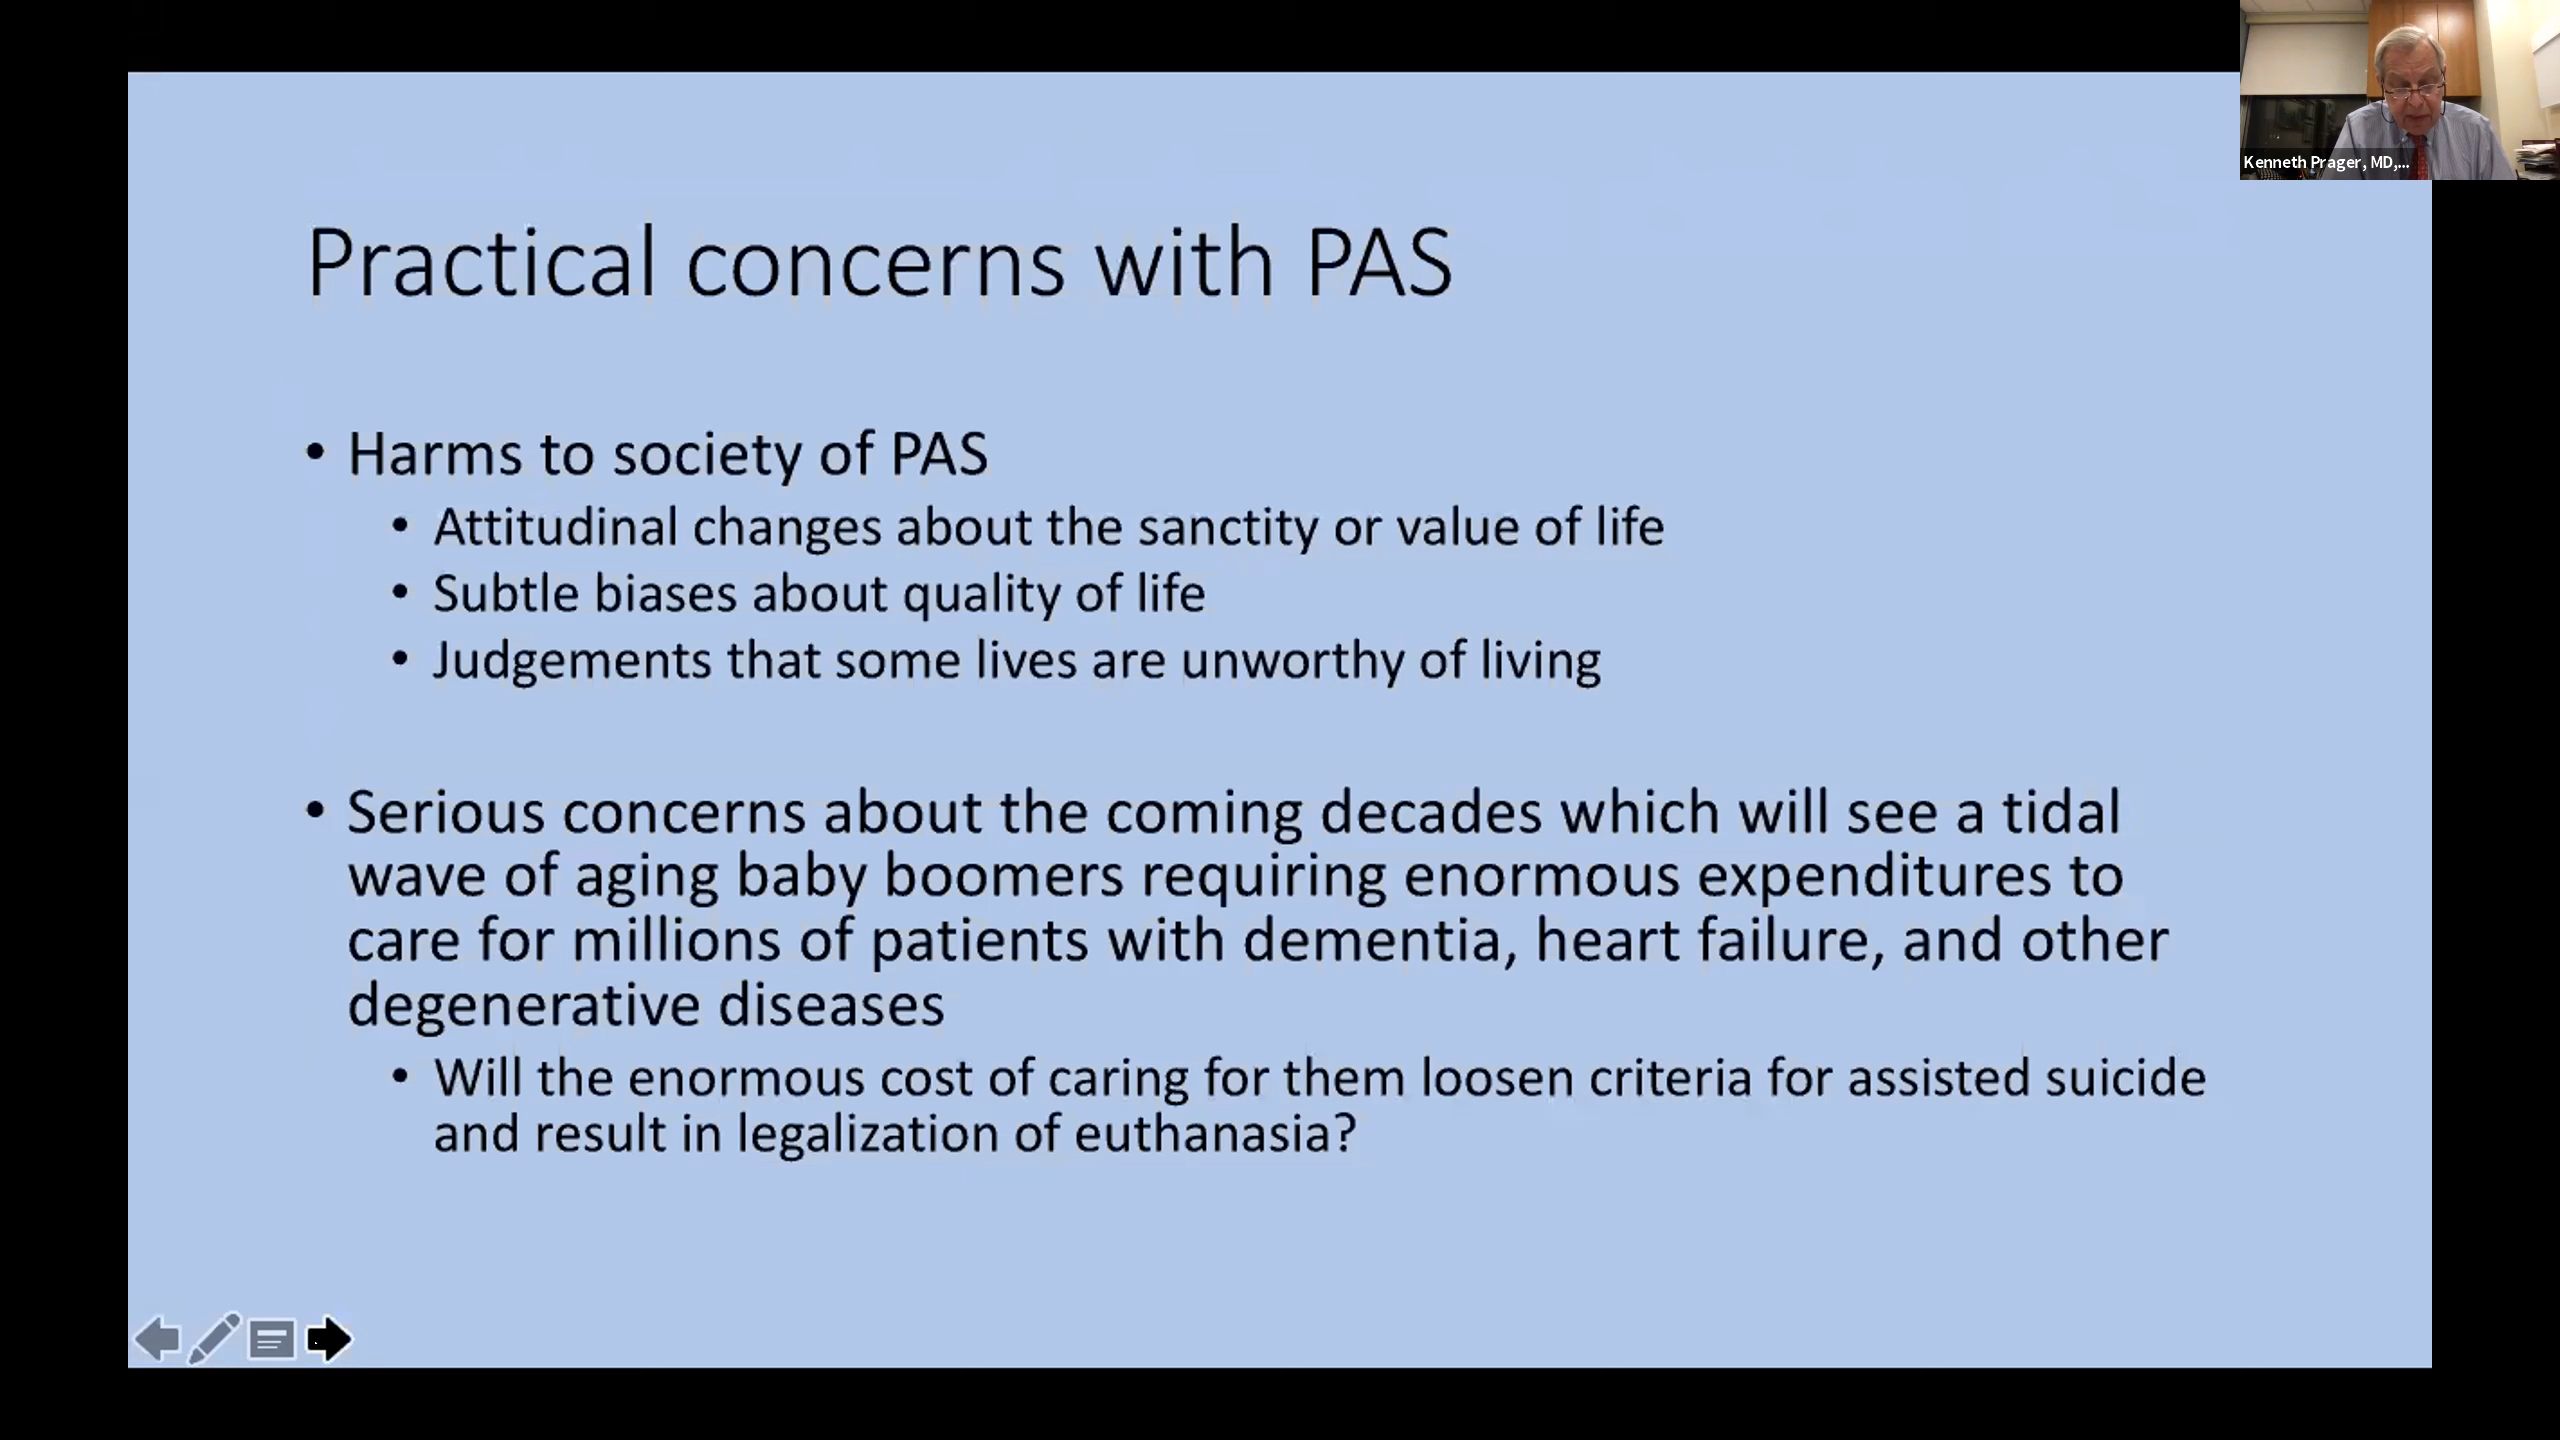 Kenneth Prager, MD,...
Practical concerns with PAS
• Harms to society of PAS
• Attitudinal changes about the sanctity or value of life
• Subtle biases about quality of life
• Judgements that some lives are unworthy of living
• Serious concerns about the coming decades which will see a tidal
wave of aging baby boomers requiring enormous expenditures to
care for millions of patients with dementia, heart failure, and other
degenerative diseases
• Will the enormous cost of caring for them loosen criteria for assisted suicide
and result in legalization of euthanasia?